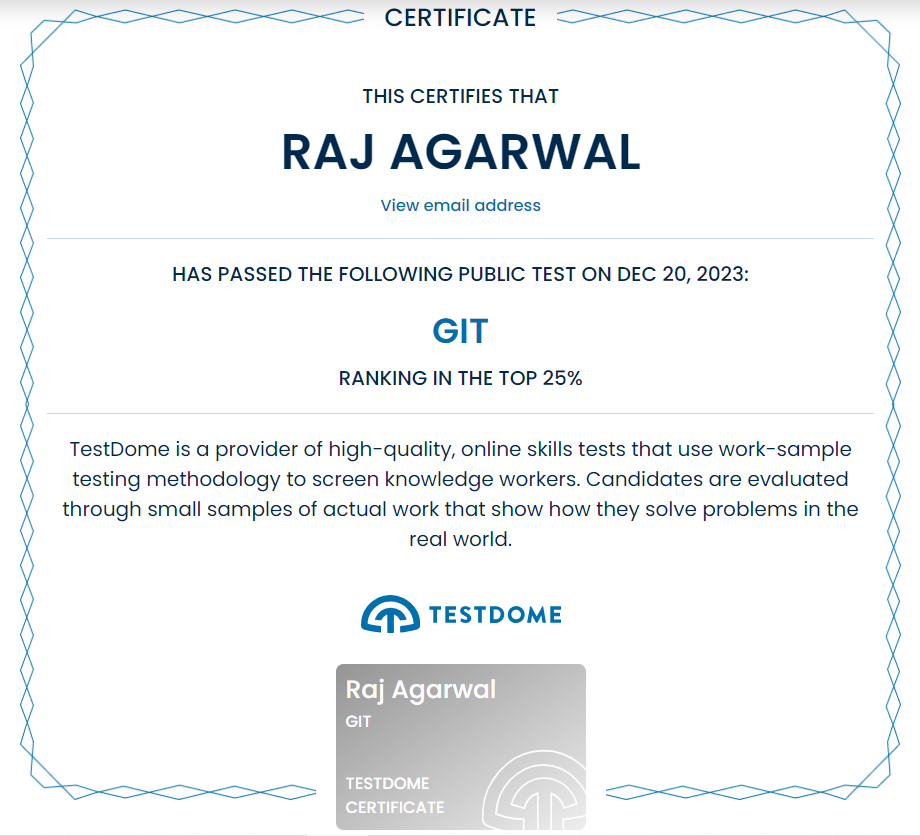 CERTIFICATE
THIS CERTIFIES THAT
RAJ AGARWAL
View email address
HAS PASSED THE FOLLOWING PUBLIC TEST ON DEC 20, 2023:
GIT
RANKING IN THE TOP 25%
TestDome is a provider of high-quality, online skills tests that use work-sample
testing methodology to screen knowledge workers. Candidates are evaluated
through small samples of actual work that show how they solve problems in the
real world.
TESTDOME
Raj Agarwal
GIT
TESTDOME
CERTIFICATE